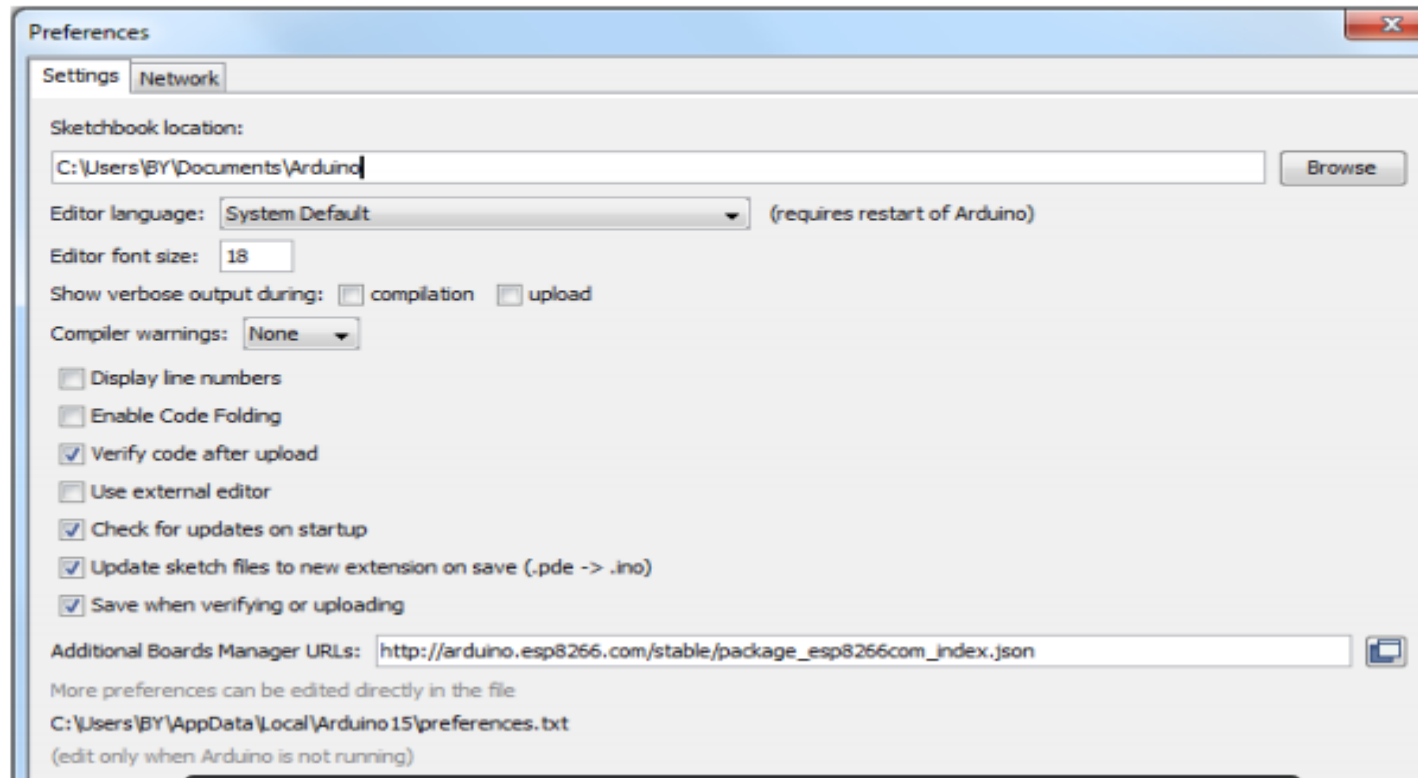 Preferences
Settings Network
Sketchbook location:
C:\Users\BY\Documents\Arduino
Browse
Editor language: System Default (requires restart of Arduino)
Editor font size: 18
Show verbose output during: compilation upload
Compiler warnings: None
Display line numbers
Enable Code Folding
Verify code after upload
Use external editor
Check for updates on startup
Update sketch files to new extension on save (.pde -> .ino)
Save when verifying or uploading
Additional Boards Manager URLs: http://arduino.esp8266.com/stable/package_esp8266com_index.json
More preferences can be edited directly in the file
C:\Users\BY\AppData\Local\Arduino15\preferences.txt
(edit only when Arduino is not running)